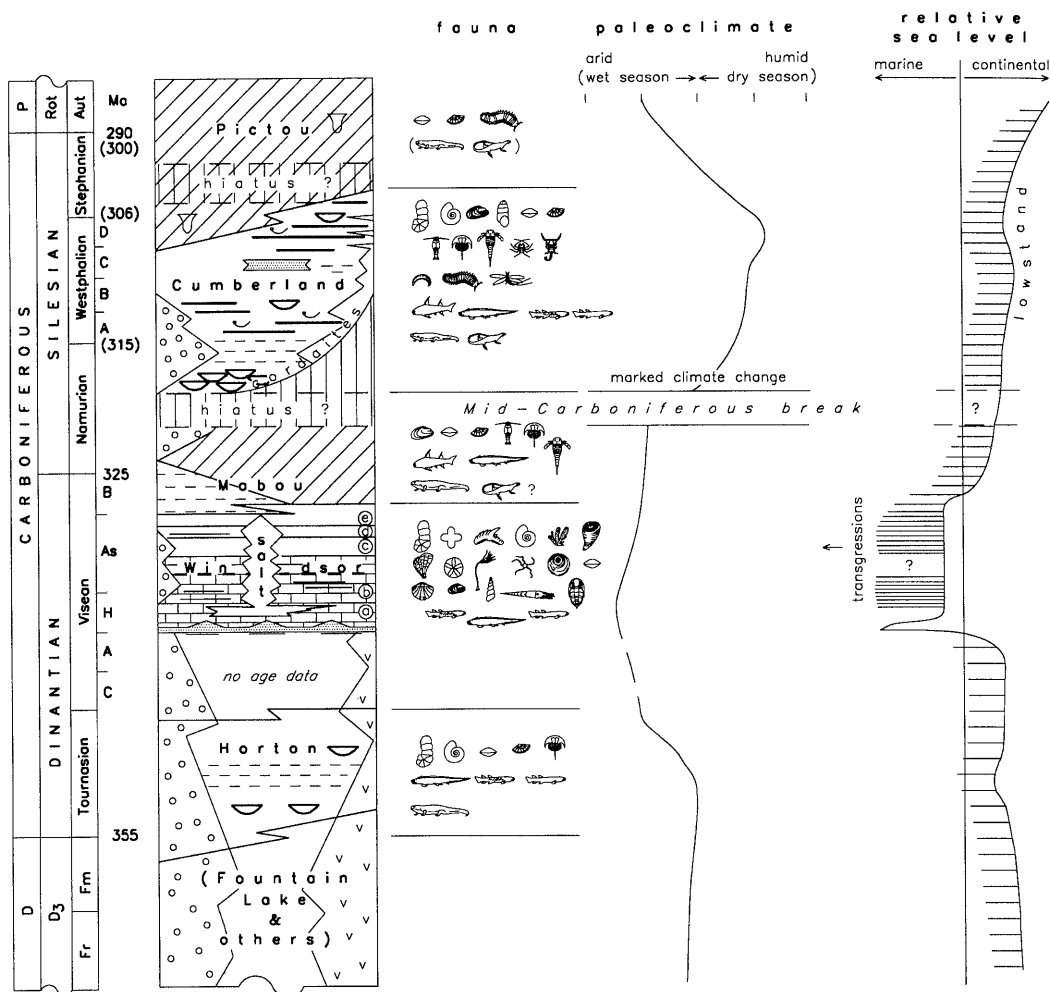 fauna
paleoclimate
relative
sea level
arid
humid
(wet season
dry season)
marine
continental
P
Rot
Aut
Ma
290
(300)
Pictou
( )
Stephanian
hiatus ?
(306)
D
C
B
A
Westphalian
Cumberland
(315)
cordaites
SILESIAN
CARBONIFEROUS
lowstand
marked climate change
Mid-Carboniferous break
?
Namurian
hiatus ?
325
B
Mabou
?
As
H
A
C
Visean
e
d
c
b
a
salt
Windsor
transgressions
?
no age data
DINANTIAN
Tournasian
Horton
355
D
D3
Fm
Fr
(Fountain
Lake
&
others)
v v v v v v v v v v v v v v v v v v